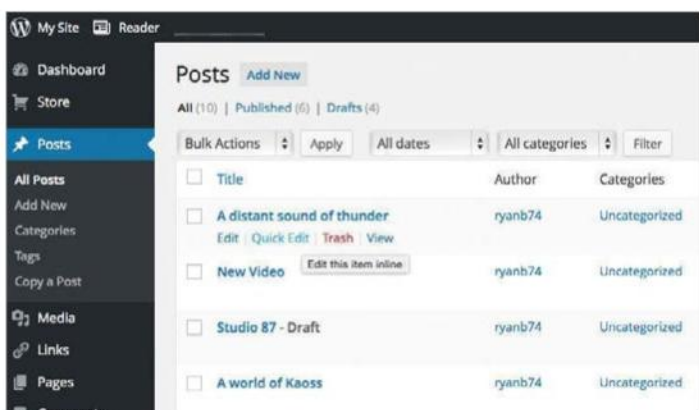 My Site Reader
Dashboard
Store
Posts
All Posts
Add New
Categories
Tags
Copy a Post
Media
Links
Pages
Posts Add New
All (10) | Published (6) | Drafts (4)
Bulk Actions Apply All dates All categories Filter
Title Author Categories
A distant sound of thunder ryanb74 Uncategorized
Edit | Quick Edit | Trash | View
Edit this item inline
New Video ryanb74 Uncategorized
Studio 87 - Draft ryanb74 Uncategorized
A world of Kaoss ryanb74 Uncategorized